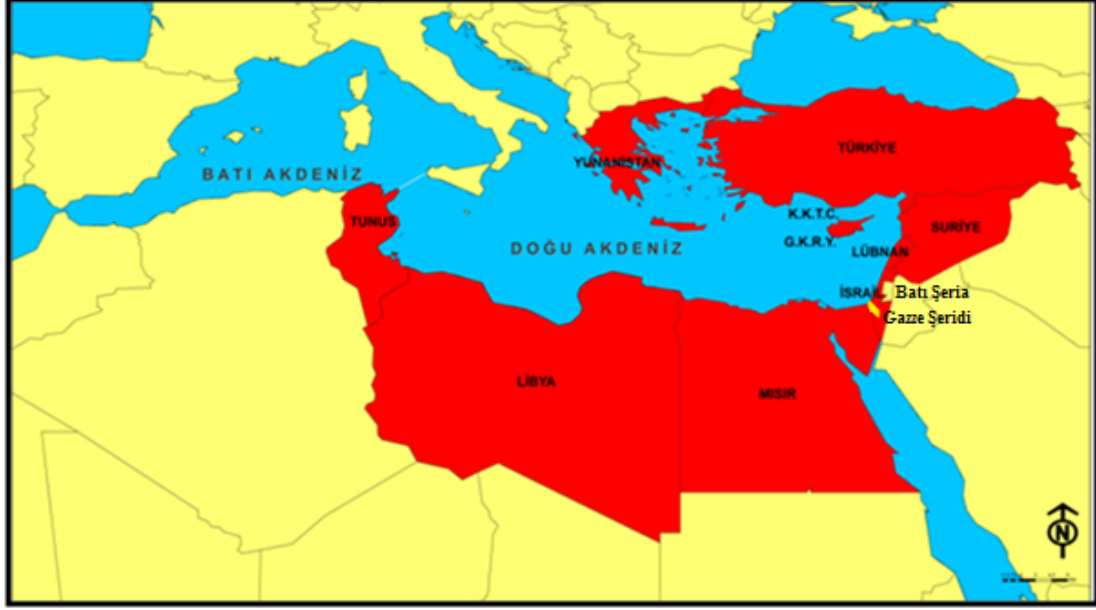 TÜRKİYE
YUNANİSTAN
BATI AKDENİZ
K.K.T.C.
TUNUS
SURİYE
G.K.R.Y.
DOĞU AKDENİZ
LÜBNAN
İSRAİL
Batı Şeria
Gazze Şeridi
LİBYA
MISIR
N